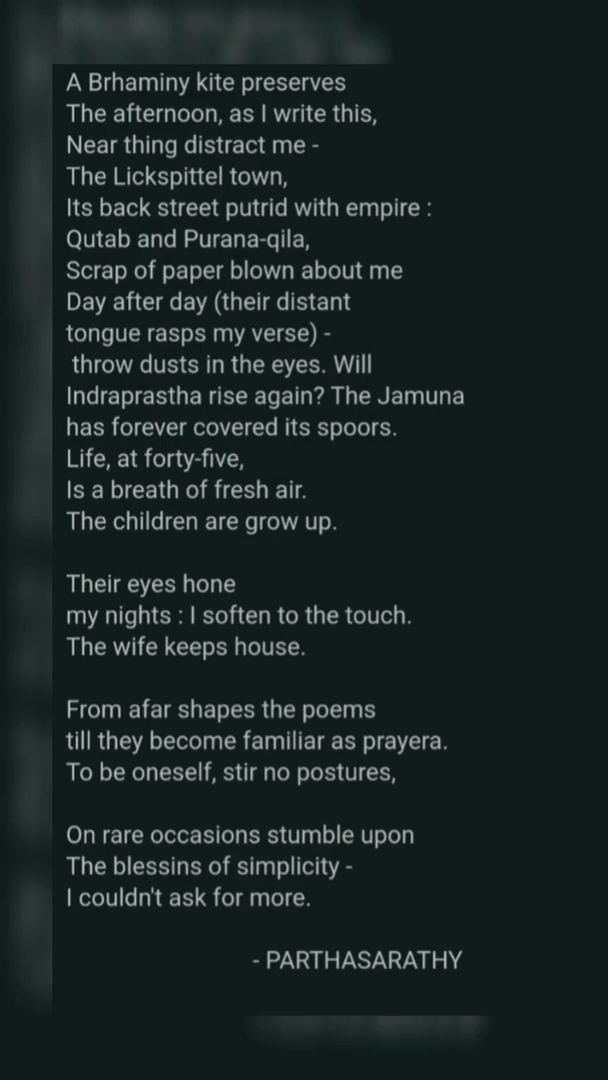 A Brhaminy kite preserves
The afternoon, as I write this,
Near thing distract me -
The Lickspittel town,
Its back street putrid with empire :
Qutab and Purana-qila,
Scrap of paper blown about me
Day after day (their distant
tongue rasps my verse) -
throw dusts in the eyes. Will
Indraprastha rise again? The Jamuna
has forever covered its spoors.
Life, at forty-five,
Is a breath of fresh air.
The children are grow up.
Their eyes hone
my nights : I soften to the touch.
The wife keeps house.
From afar shapes the poems
till they become familiar as prayera.
To be oneself, stir no postures,
On rare occasions stumble upon
The blessins of simplicity -
I couldn't ask for more.
- PARTHASARATHY